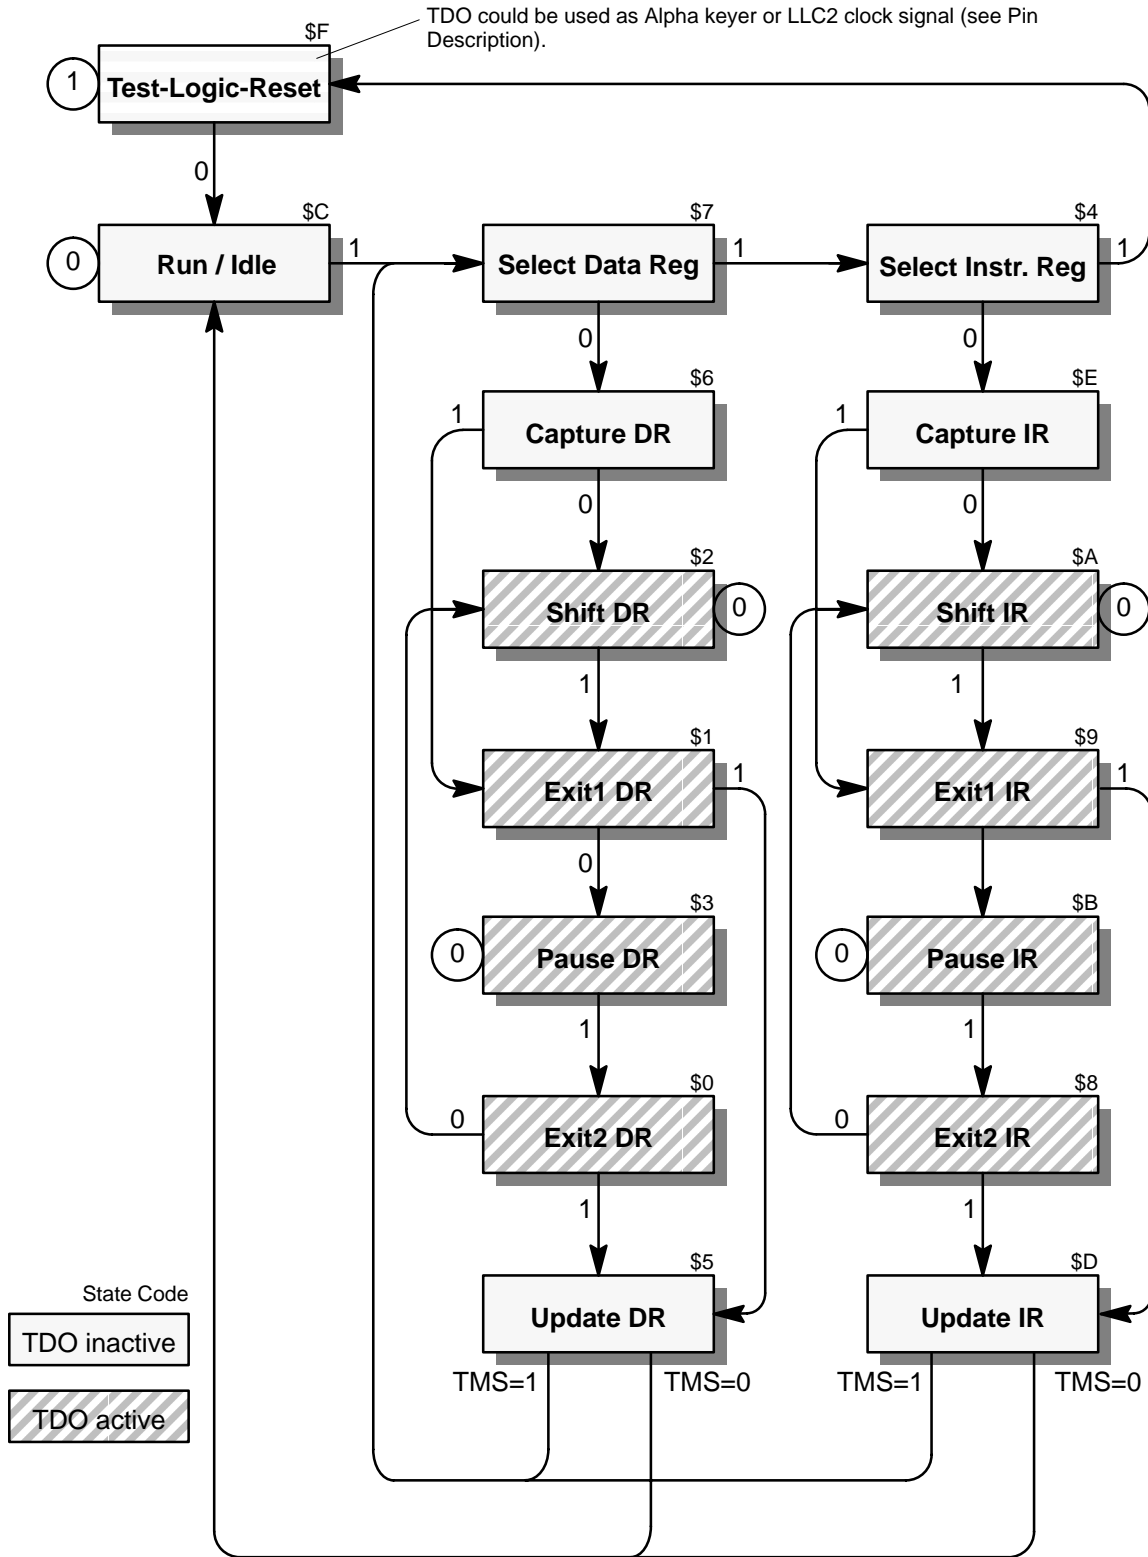 TDO could be used as Alpha keyer or LLC2 clock signal (see Pin
Description).
$F
1
Test-Logic-Reset
0
$C
$7
$4
0
Run / Idle
1
Select Data Reg
1
Select Instr. Reg
1
0
0
$6
$E
1
Capture DR
1
Capture IR
0
0
$2
$A
Shift DR
0
Shift IR
0
1
1
$1
$9
Exit1 DR
1
Exit1 IR
1
0
$3
$B
0
Pause DR
0
Pause IR
1
1
$0
$8
0
Exit2 DR
0
Exit2 IR
1
1
$5
$D
State Code
Update DR
Update IR
TDO inactive
TMS=1
TMS=0
TMS=1
TMS=0
TDO active